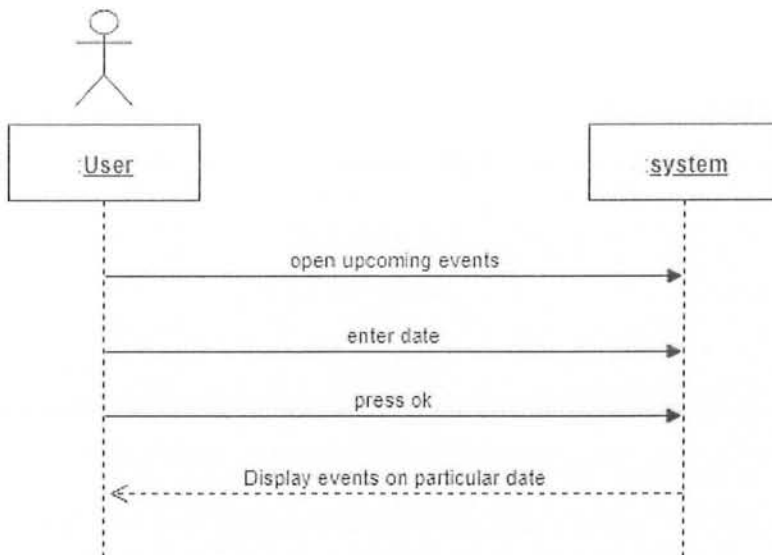 :User
:system
open upcoming events
enter date
press ok
Display events on particular date